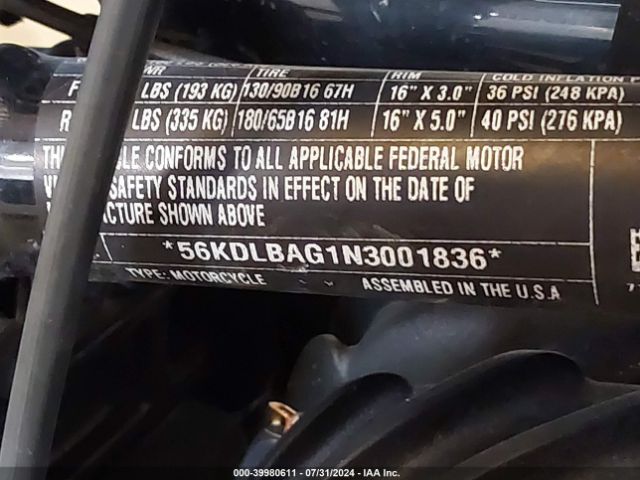 TIRE RIM COLD INFLATION
LBS (193 KG) 130/90B16 67H 16" X 3.0" 36 PSI (248 KPA)
LBS (335 KG) 180/65B16 81H 16" X 5.0" 40 PSI (276 KPA)
CONFORMS TO ALL APPLICABLE FEDERAL MOTOR
SAFETY STANDARDS IN EFFECT ON THE DATE OF
SHOWN ABOVE
*56KDLBAG1N3001836*
TYPE: MOTORCYCLE ASSEMBLED IN THE U.S.A
000-39980611 - 07/31/2024 - IAA Inc.